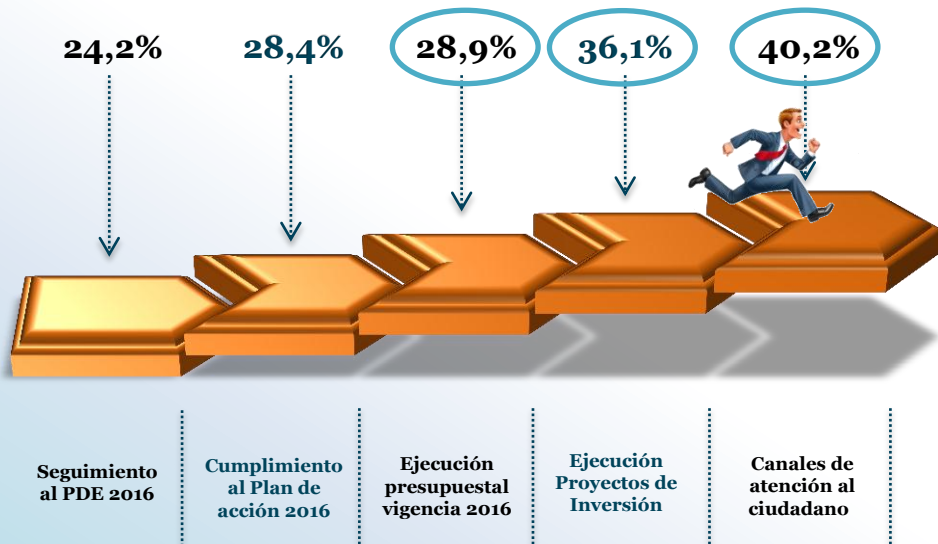 24,2%
28,4%
28,9%
36,1%
40,2%
Seguimiento
al PDE 2016
Cumplimiento
al Plan de
acción 2016
Ejecución
presupuestal
vigencia 2016
Ejecución
Proyectos de
Inversión
Canales de
atención al
ciudadano